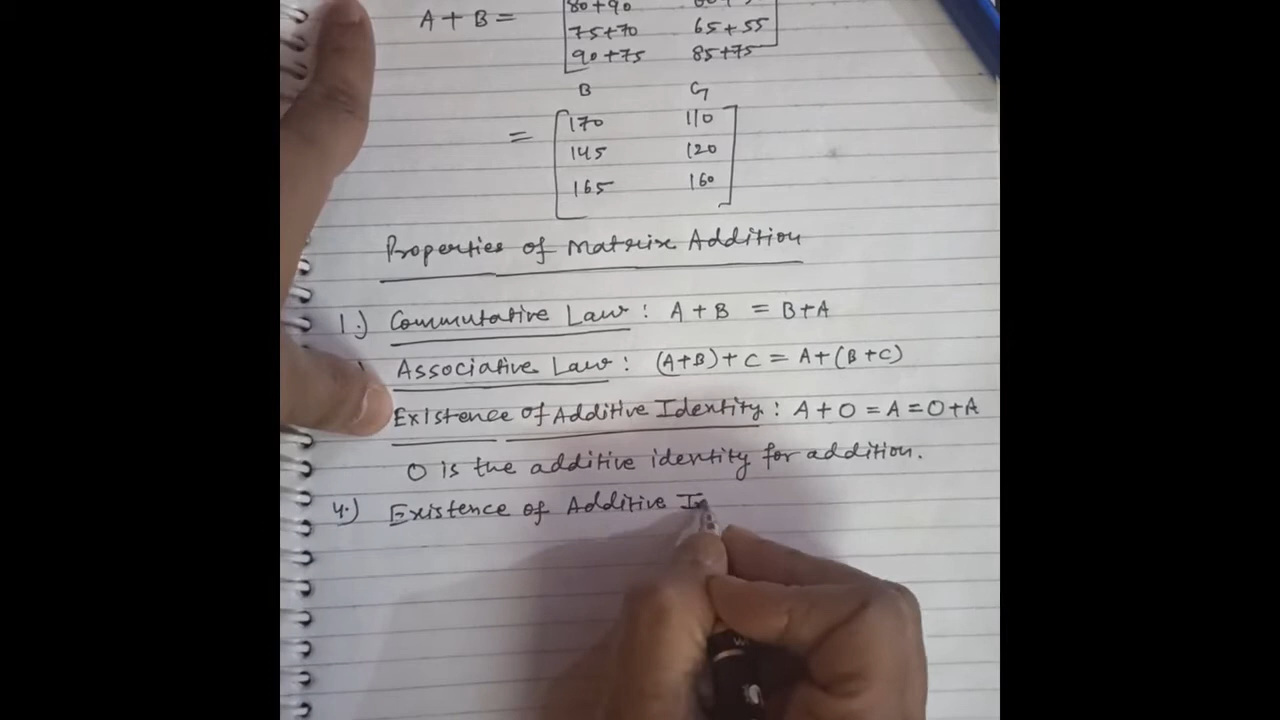 80+90
A + B = 75+70 65+55
90+75 85+75
B G
= 170 110
145 120
165 160
Properties of Matrix Addition
1.) Commutative Law : A + B = B+A
Associative Law : (A+B)+C = A+(B+C)
Existence of Additive Identity : A+O = A = O+A
O is the additive identity for addition.
4.) Existence of Additive